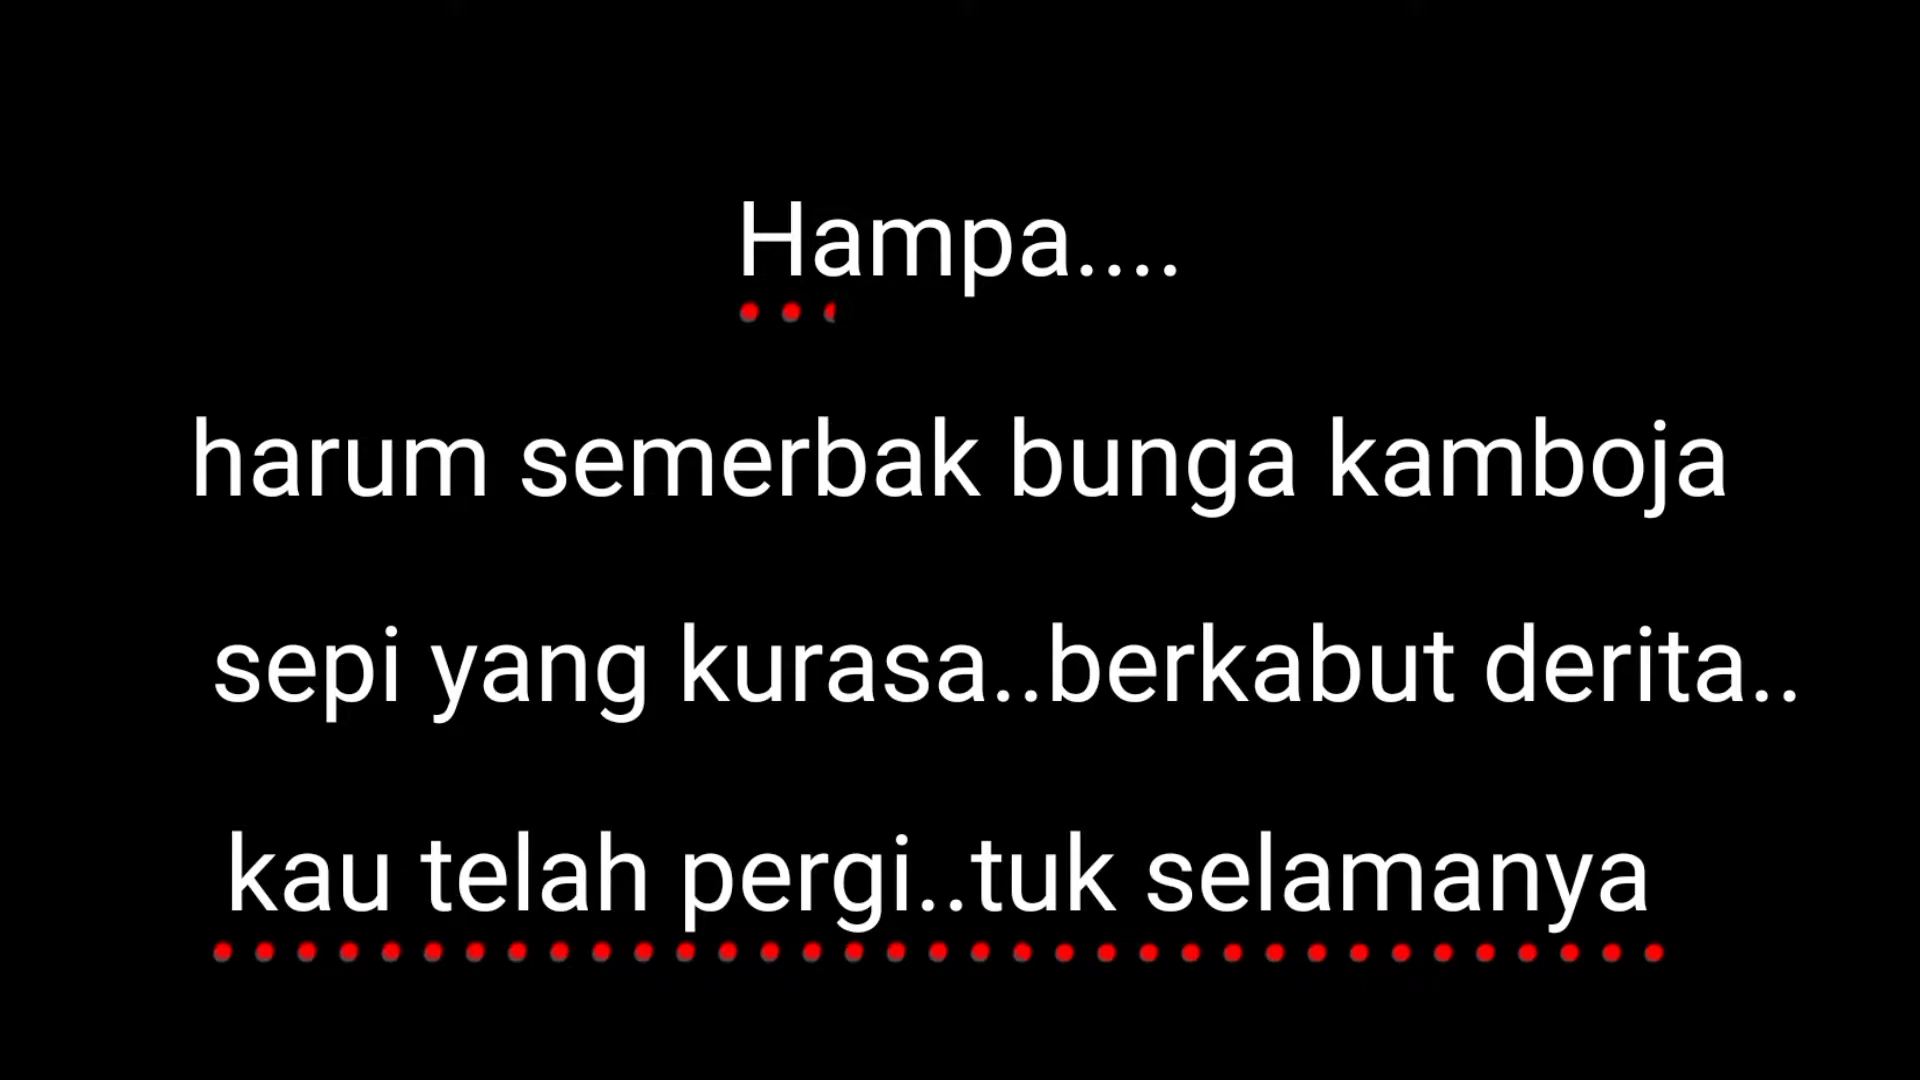 Hampa....
harum semerbak bunga kamboja
sepi yang kurasa..berkabut derita..
kau telah pergi..tuk selamanya